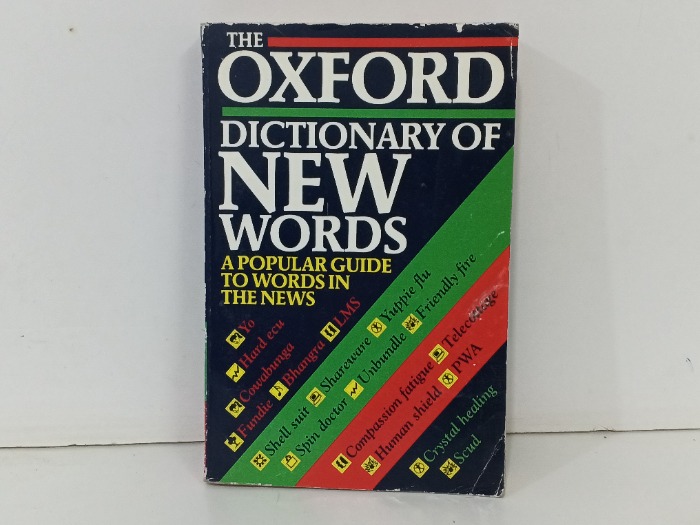 THE
OXFORD
DICTIONARY OF
NEW
WORDS
A POPULAR GUIDE
TO WORDS IN
THE NEWS
Yo
Hard ecu
Cowabunga
Fundie
Bhangra
LMS
Shell suit
Shareware
Yuppie flu
Spin doctor
Unbundle
Friendly fire
Compassion fatigue
Telecottage
Human shield
PWA
Crystal healing
Scud